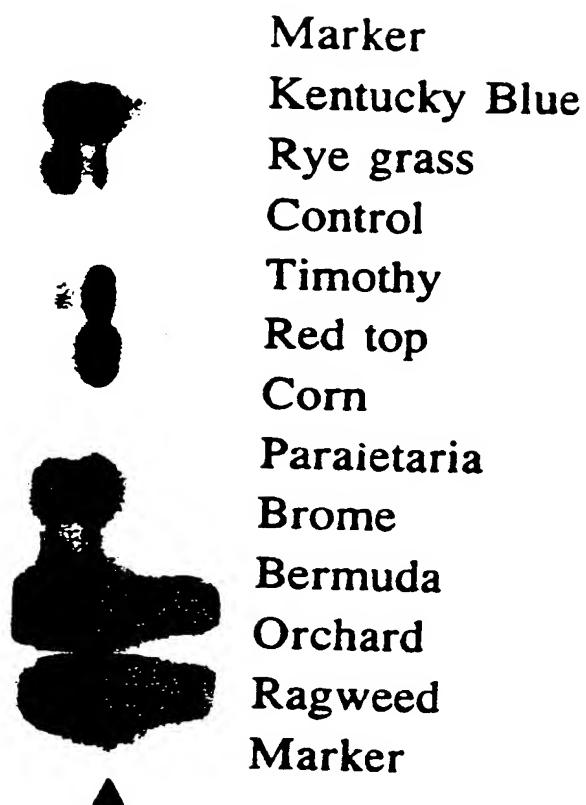 Marker
Kentucky Blue
Rye grass
Control
Timothy
Red top
Corn
Paraietaria
Brome
Bermuda
Orchard
Ragweed
Marker